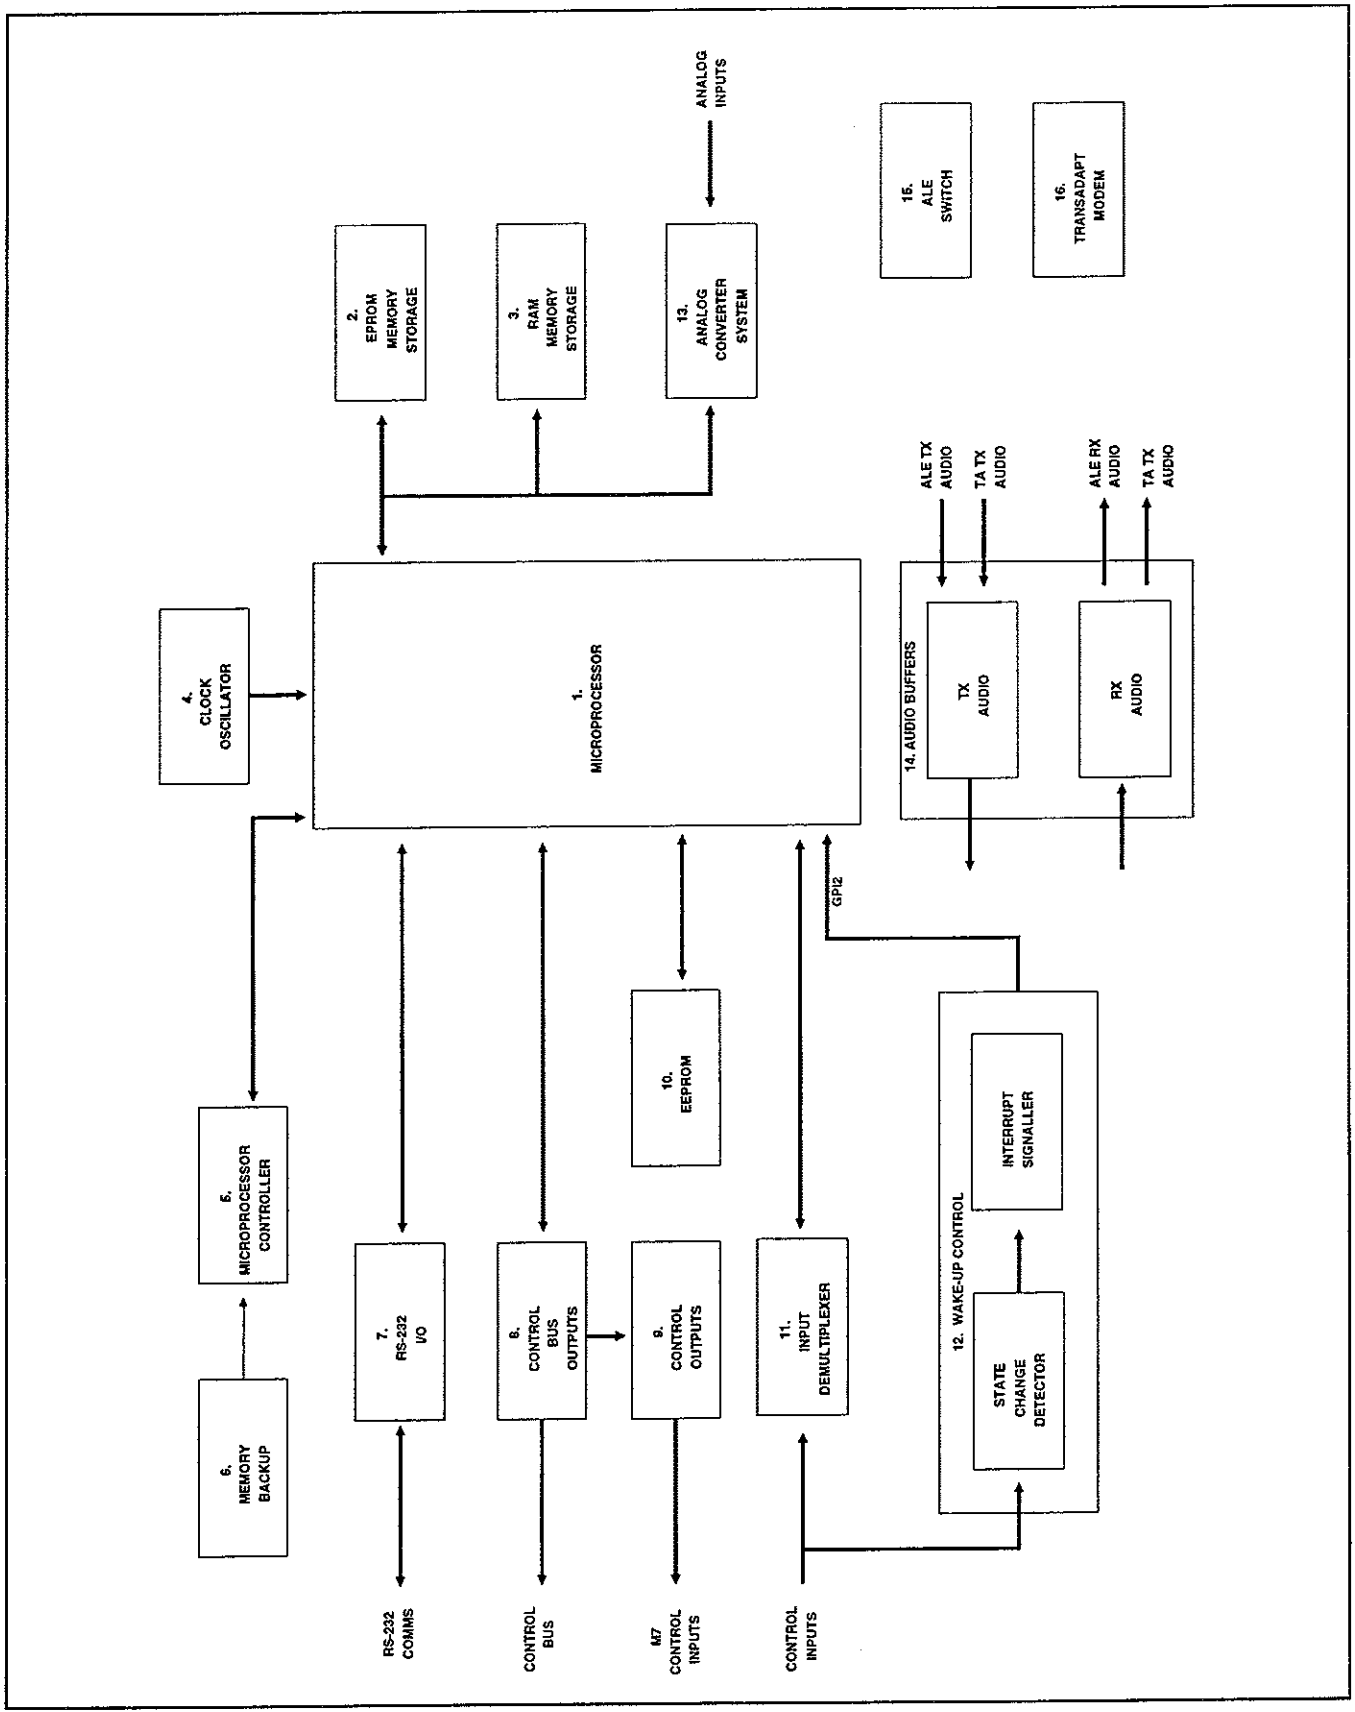 6.
MEMORY
BACKUP
5.
MICROPROCESSOR
CONTROLLER
4.
CLOCK
OSCILLATOR
RS-232
COMMS
7.
RS-232
I/O
2.
EPROM
MEMORY
STORAGE
CONTROL
BUS
8.
CONTROL
BUS
OUTPUTS
1.
MICROPROCESSOR
3.
RAM
MEMORY
STORAGE
M7
CONTROL
INPUTS
9.
CONTROL
OUTPUTS
10.
EEPROM
13.
ANALOG
CONVERTER
SYSTEM
ANALOG
INPUTS
CONTROL
INPUTS
11.
INPUT
DEMULTIPLEXER
GPI2
12. WAKE-UP CONTROL
STATE
CHANGE
DETECTOR
INTERRUPT
SIGNALLER
14. AUDIO BUFFERS
TX
AUDIO
ALE TX
AUDIO
TA TX
AUDIO
RX
AUDIO
ALE RX
AUDIO
TA TX
AUDIO
15.
ALE
SWITCH
16.
TRANSADAPT
MODEM